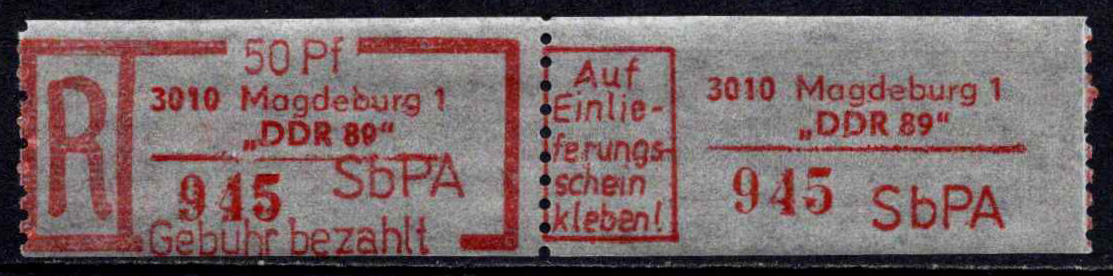 R
50 Pf
3010 Magdeburg 1
„DDR 89“
945 SbPA
Gebühr bezahlt
Auf
Einlie-
ferungs-
schein
kleben!
3010 Magdeburg 1
„DDR 89“
945 SbPA